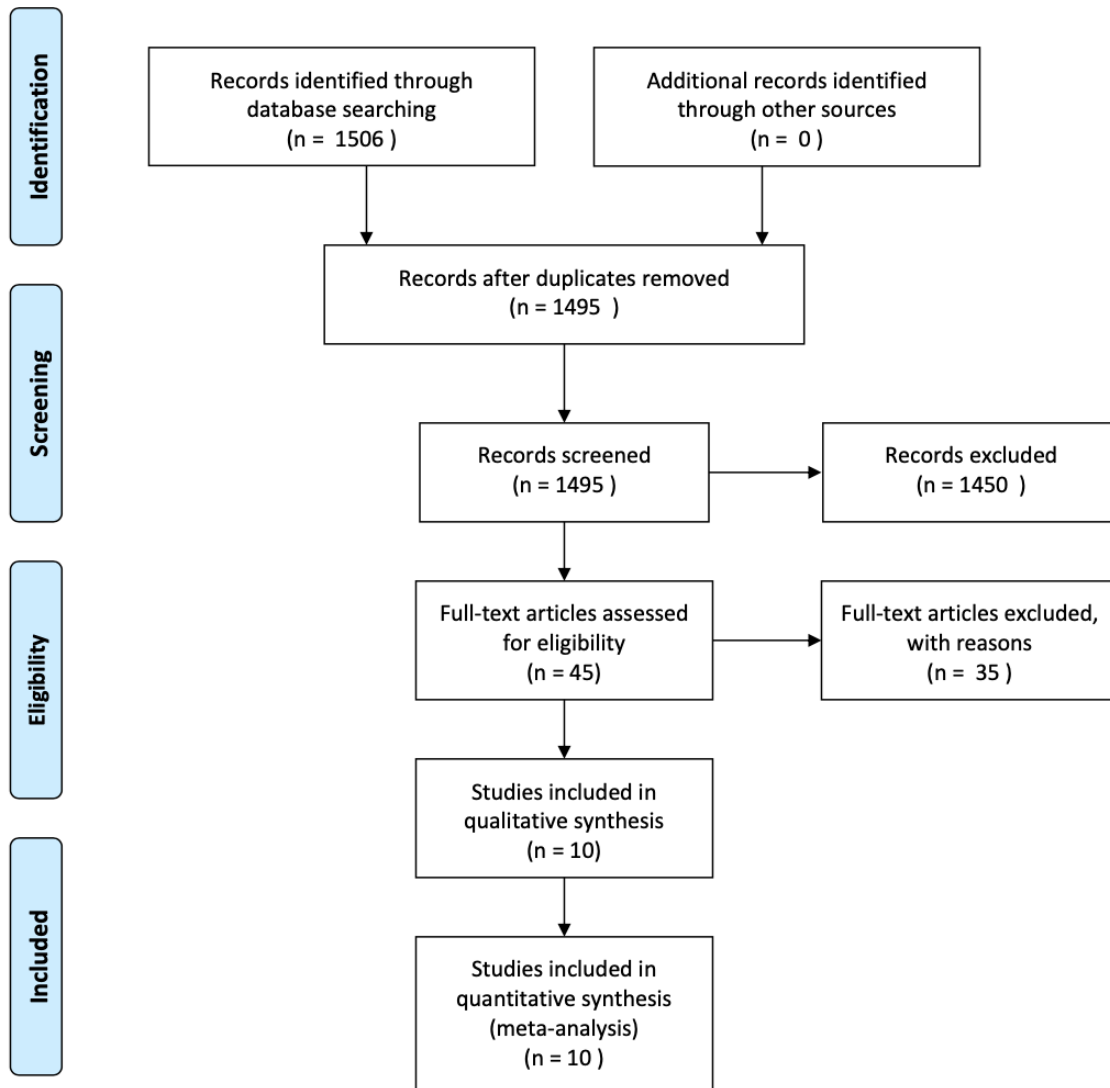 Identification
Records identified through
database searching
(n = 1506 )
Additional records identified
through other sources
(n = 0 )
Records after duplicates removed
(n = 1495 )
Screening
Records screened
(n = 1495 )
Records excluded
(n = 1450 )
Eligibility
Full-text articles assessed
for eligibility
(n = 45)
Full-text articles excluded,
with reasons
(n = 35 )
Studies included in
qualitative synthesis
(n = 10)
Included
Studies included in
quantitative synthesis
(meta-analysis)
(n = 10 )